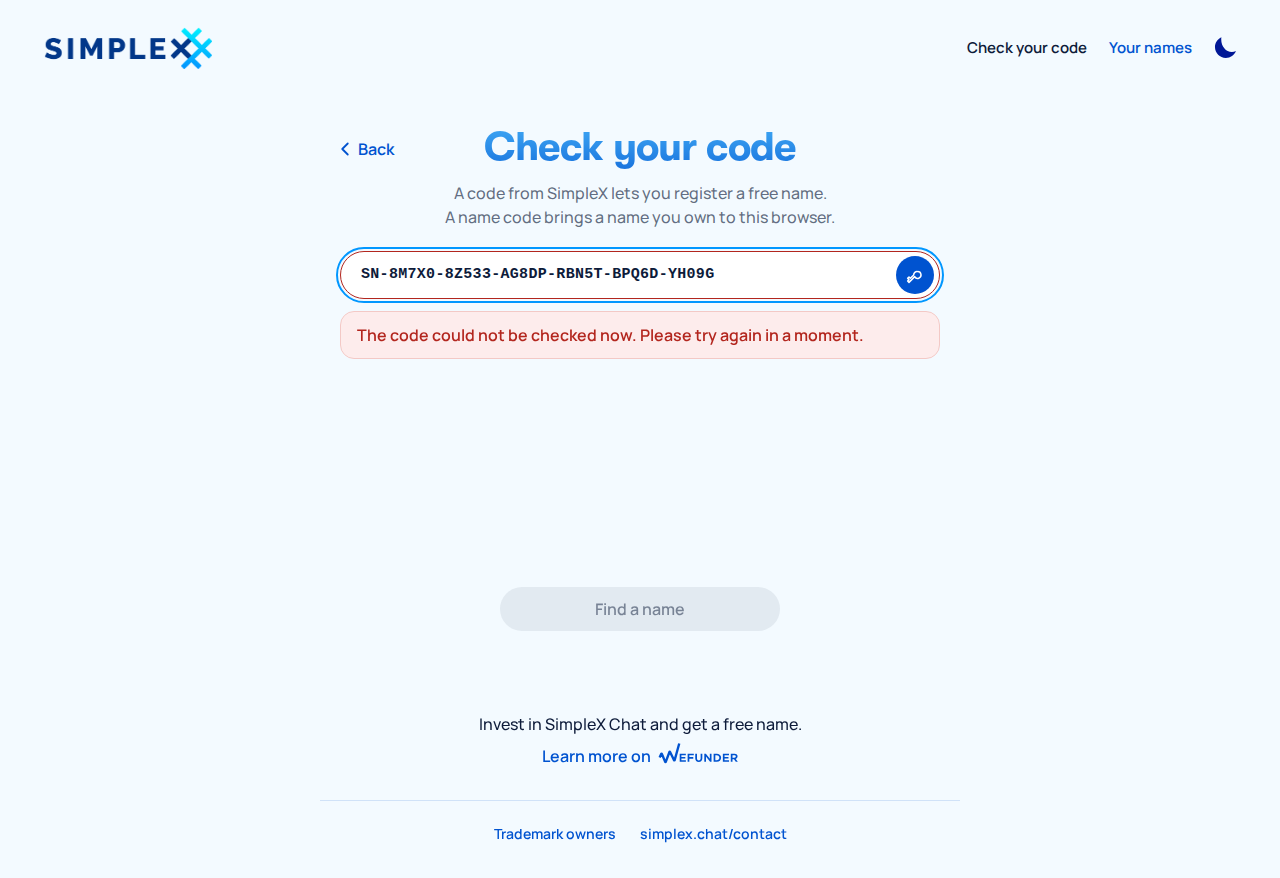 SIMPLEX
Check your code
Your names
Back
Check your code
A code from SimpleX lets you register a free name.
A name code brings a name you own to this browser.
SN-8M7X0-8Z533-AG8DP-RBN5T-BPQ6D-YH09G
The code could not be checked now. Please try again in a moment.
Find a name
Invest in SimpleX Chat and get a free name.
Learn more on WEFUNDER
Trademark owners
simplex.chat/contact